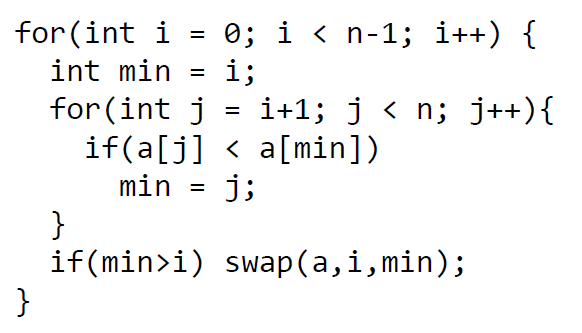 for(int i = 0; i < n-1; i++) {
  int min = i;
  for(int j = i+1; j < n; j++){
    if(a[j] < a[min])
      min = j;
  }
  if(min>i) swap(a,i,min);
}